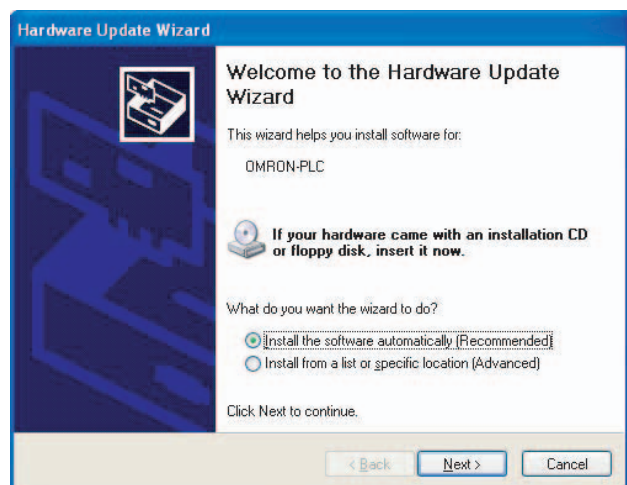 Hardware Update Wizard
Welcome to the Hardware Update
Wizard
This wizard helps you install software for:
OMRON-PLC
If your hardware came with an installation CD
or floppy disk, insert it now.
What do you want the wizard to do?
Install the software automatically (Recommended)
Install from a list or specific location (Advanced)
Click Next to continue.
< Back Next > Cancel